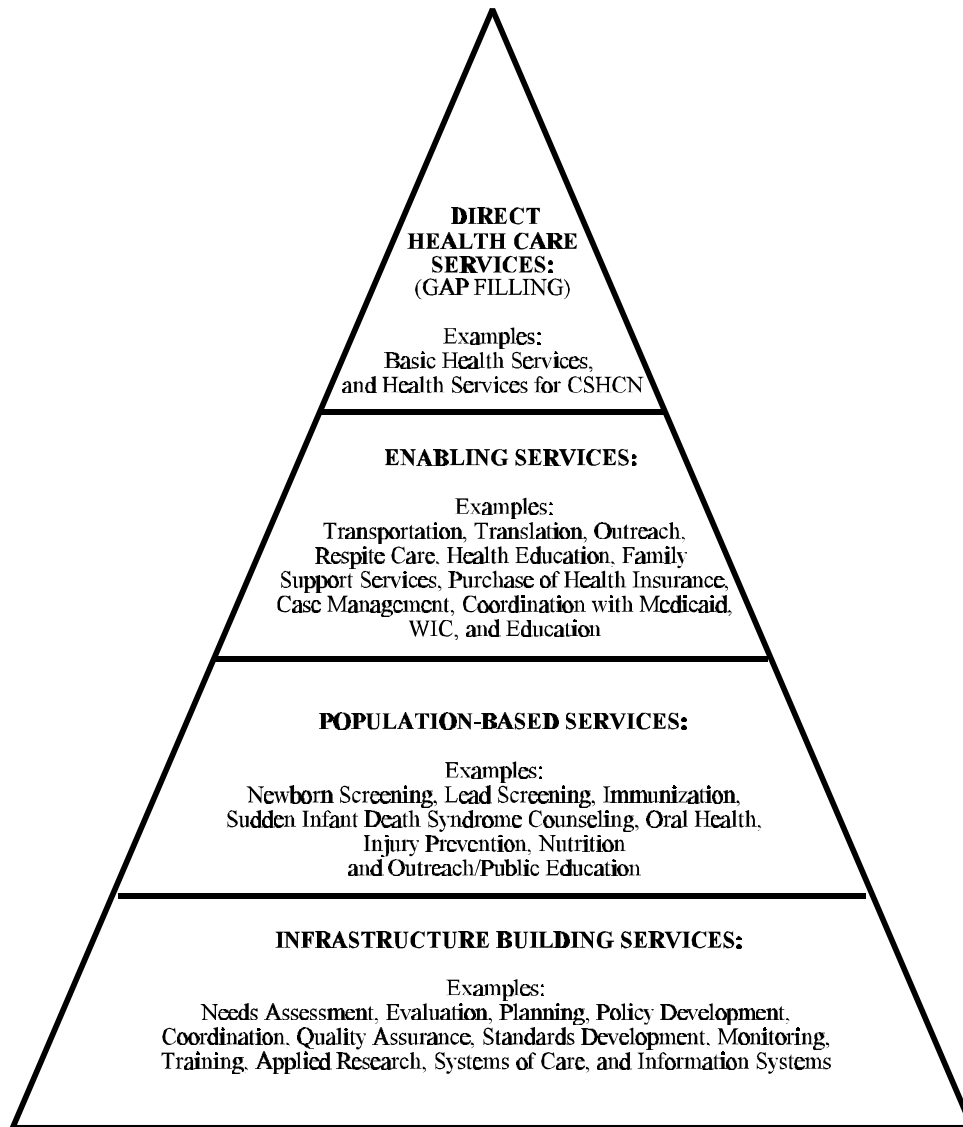 DIRECT
HEALTH CARE
SERVICES:
(GAP FILLING)
Examples:
Basic Health Services,
and Health Services for CSHCN
ENABLING SERVICES:
Examples:
Transportation, Translation, Outreach,
Respite Care, Health Education, Family
Support Services, Purchase of Health Insurance,
Case Management, Coordination with Medicaid,
WIC, and Education
POPULATION-BASED SERVICES:
Examples:
Newborn Screening, Lead Screening, Immunization,
Sudden Infant Death Syndrome Counseling, Oral Health,
Injury Prevention, Nutrition
and Outreach/Public Education
INFRASTRUCTURE BUILDING SERVICES:
Examples:
Needs Assessment, Evaluation, Planning, Policy Development,
Coordination, Quality Assurance, Standards Development, Monitoring,
Training, Applied Research, Systems of Care, and Information Systems